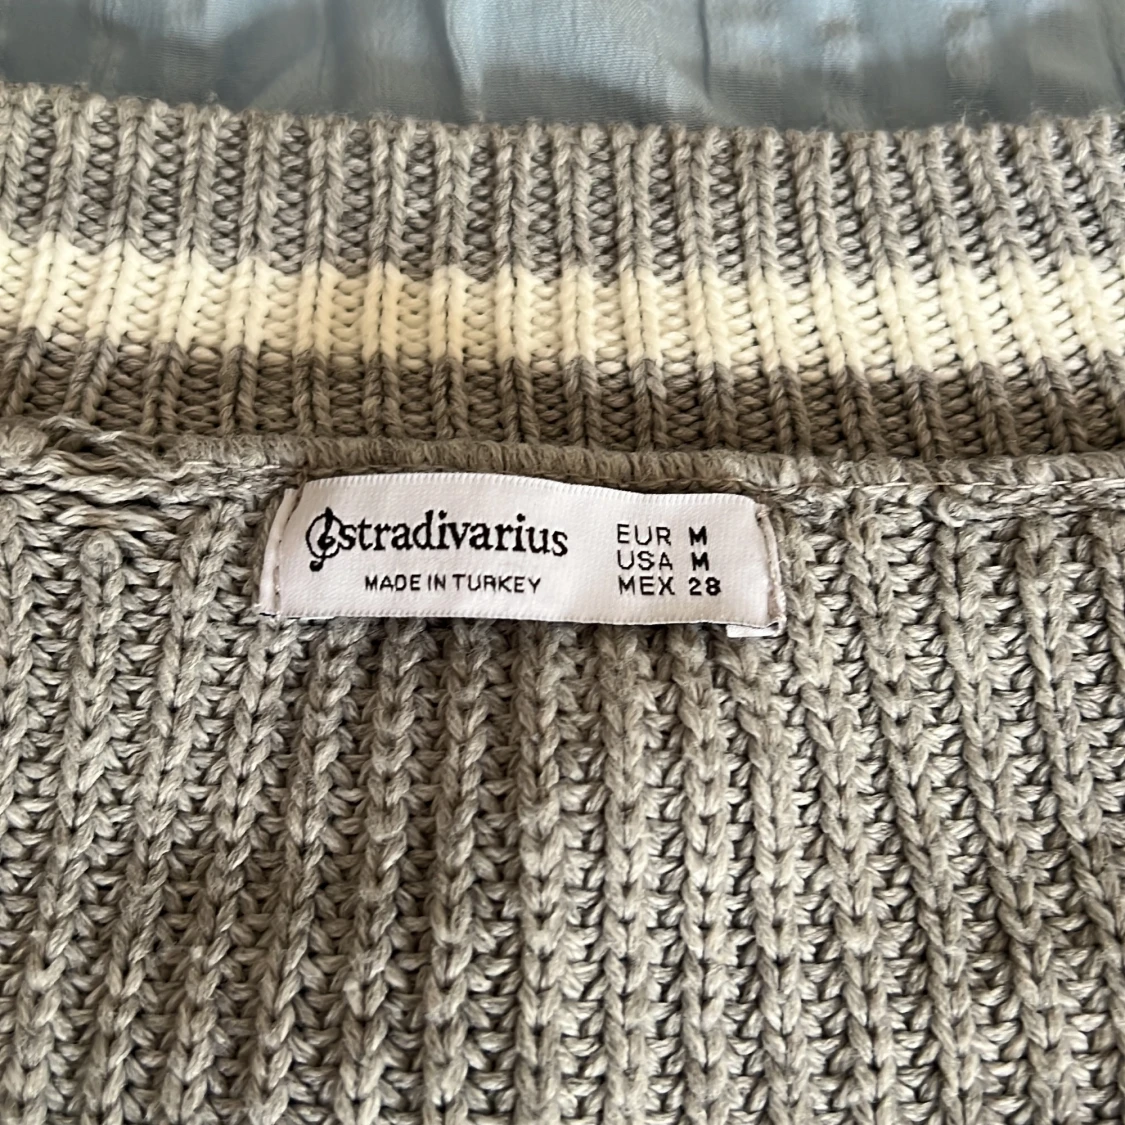 stradivarius
MADE IN TURKEY
EUR M
USA M
MEX 28